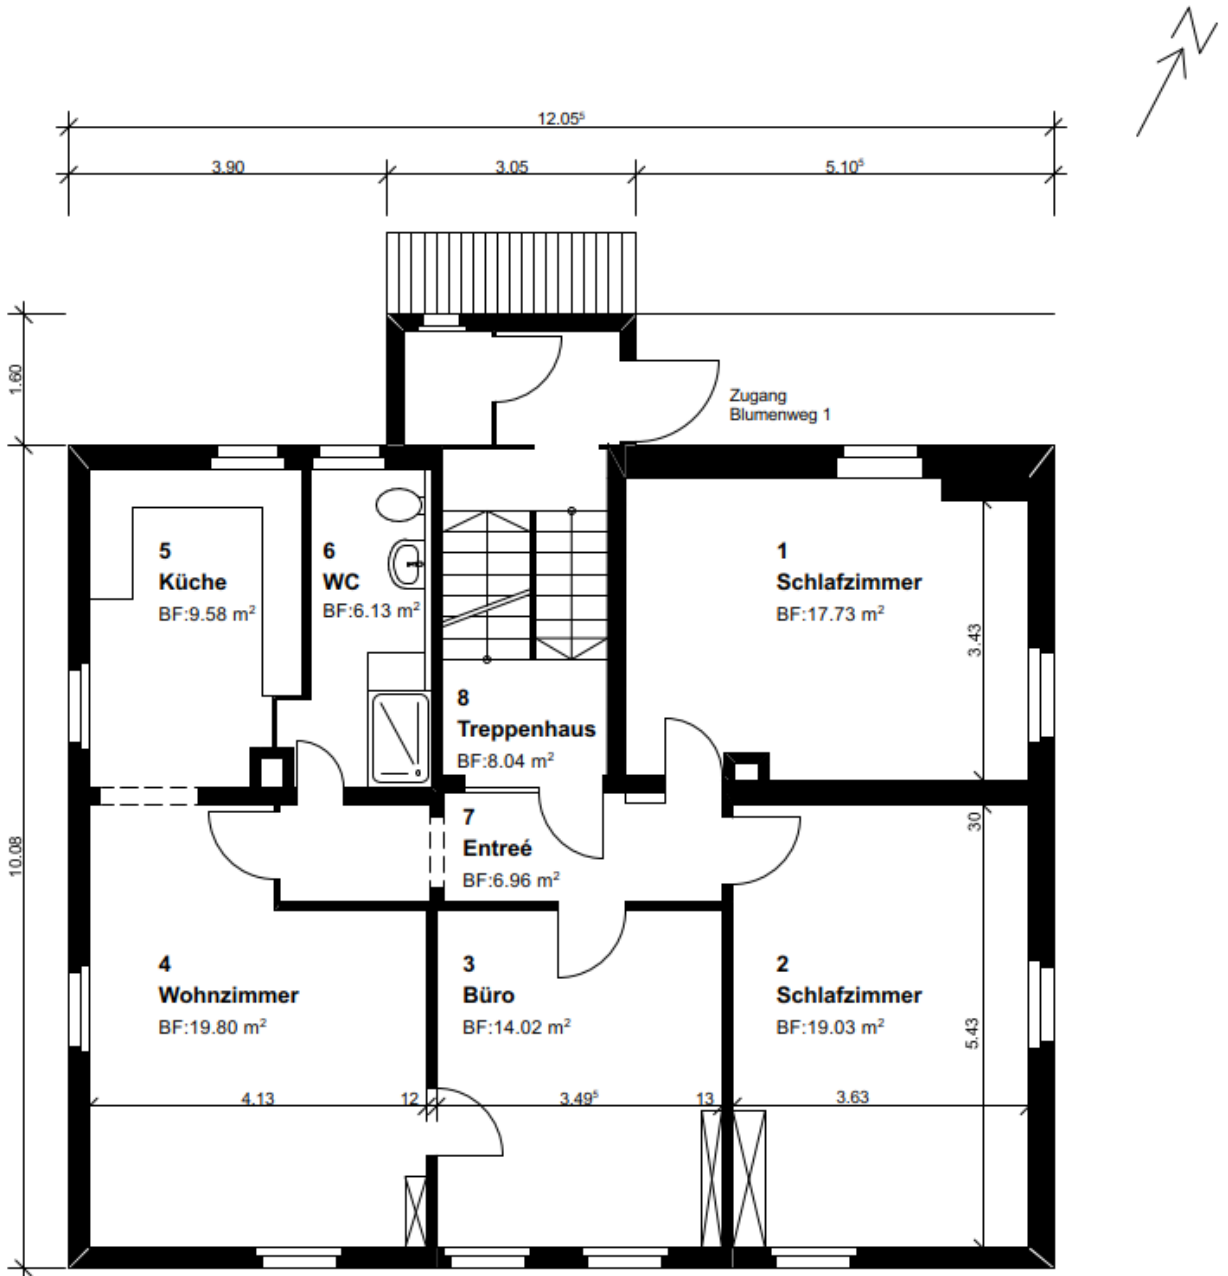 N
12.05⁵
3.90
3.05
5.10⁵
1.60
Zugang
Blumenweg 1
5
Küche
BF:9.58 m²
6
WC
BF:6.13 m²
1
Schlafzimmer
BF:17.73 m²
3.43
8
Treppenhaus
BF:8.04 m²
7
Entreé
BF:6.96 m²
30
10.08
4
Wohnzimmer
BF:19.80 m²
3
Büro
BF:14.02 m²
2
Schlafzimmer
BF:19.03 m²
5.43
4.13
12
3.49⁵
13
3.63